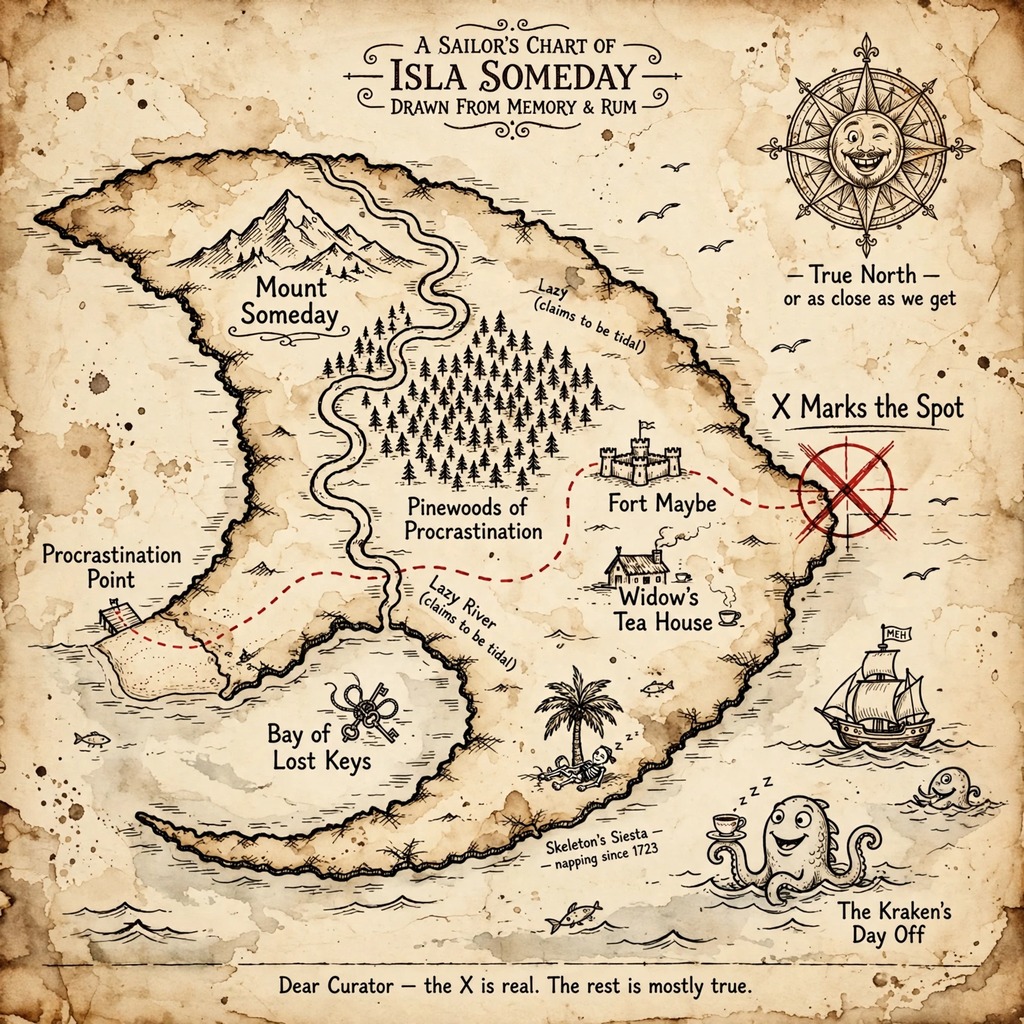 A Sailor's Chart of
Isla Someday
Drawn From Memory & Rum
True North
or as close as we get
Mount
Someday
Lazy
(claims to be tidal)
X Marks the Spot
Fort Maybe
Pinewoods of
Procrastination
Procrastination
Point
Widow's
Tea House
Lazy River
(claims to be tidal)
MEH
Bay of
Lost Keys
z z z
Skeleton's Siesta –
– napping since 1723
z z z
The Kraken's
Day Off
Dear Curator – the X is real. The rest is mostly true.